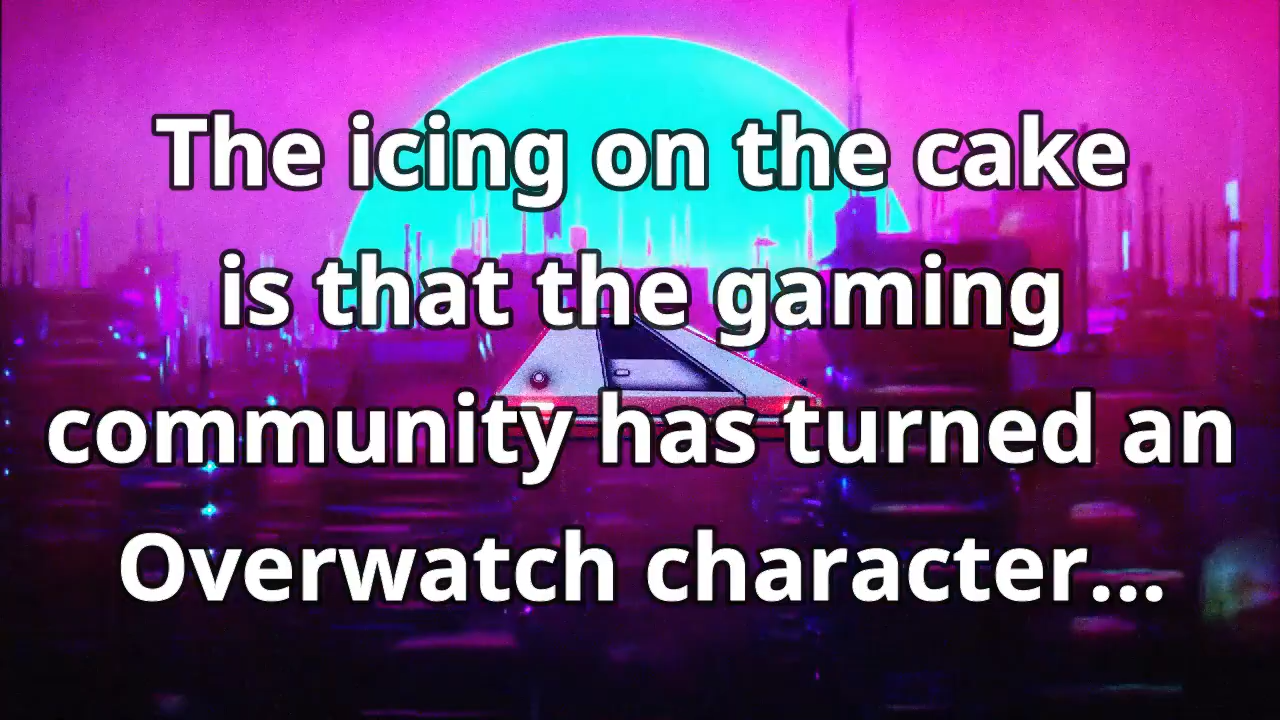 The icing on the cake
is that the gaming
community has turned an
Overwatch character...